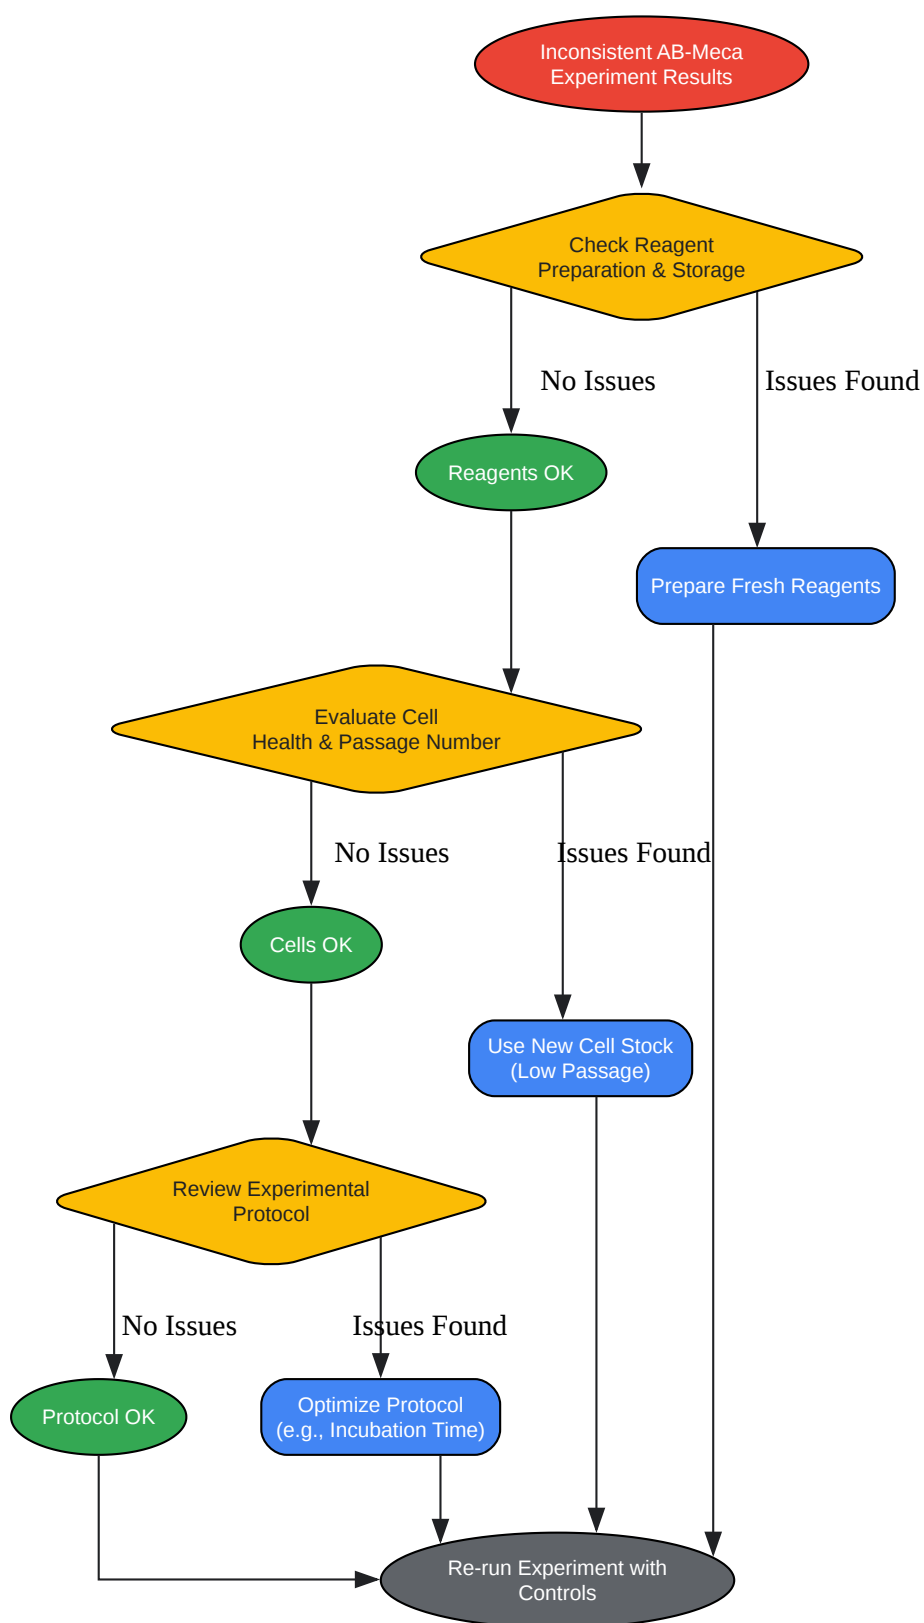 Inconsistent AB-Meca
Experiment Results
Check Reagent
Preparation & Storage
No Issues
Issues Found
Reagents OK
Prepare Fresh Reagents
Evaluate Cell
Health & Passage Number
No Issues
Issues Found
Cells OK
Use New Cell Stock
(Low Passage)
Review Experimental
Protocol
No Issues
Issues Found
Protocol OK
Optimize Protocol
(e.g., Incubation Time)
Re-run Experiment with
Controls